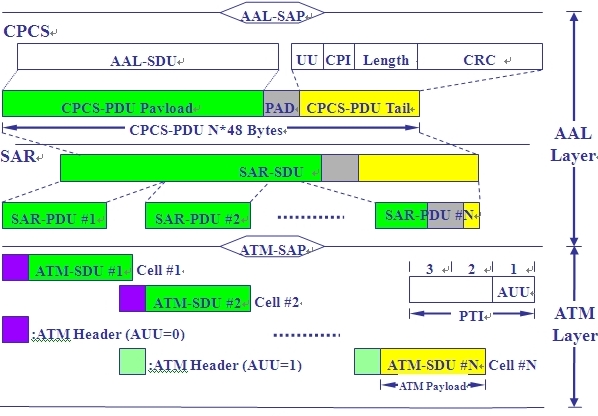 AAL-SAP
CPCS
AAL-SDU
UU CPI Length CRC
CPCS-PDU Payload PAD CPCS-PDU Tail
CPCS-PDU N*48 Bytes
AAL
Layer
SAR
SAR-SDU
SAR-PDU #1 SAR-PDU #2 ......... SAR-PDU #N
ATM-SAP
ATM-SDU #1 Cell #1
3 2 1
AUU
PTI
ATM-SDU #2 Cell #2
ATM
Layer
:ATM Header (AUU=0) .........
:ATM Header (AUU=1) ATM-SDU #N Cell #N
ATM Payload